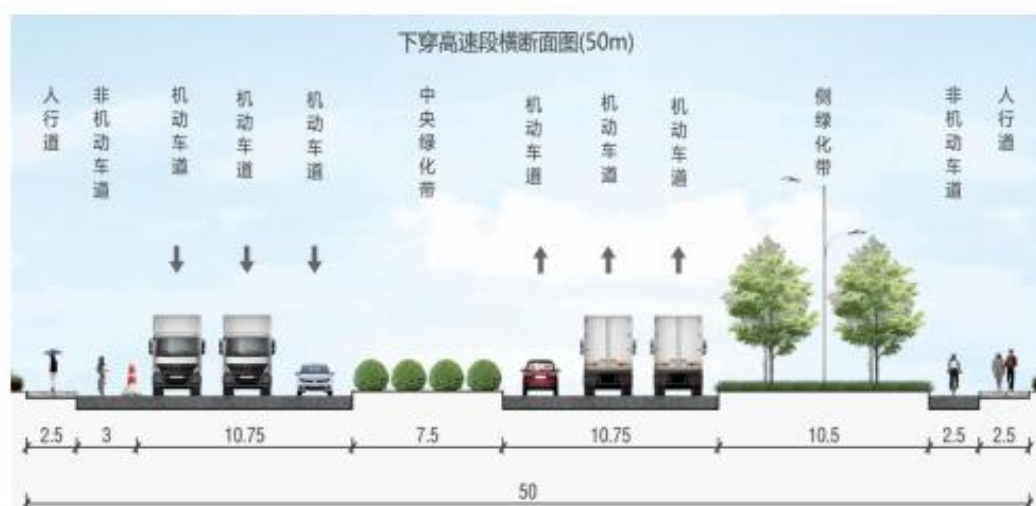 下穿高速段横断面图(50m)
人行道
非机动车道
机动车道
机动车道
机动车道
中央绿化带
机动车道
机动车道
机动车道
侧绿化带
非机动车道
人行道
2.5
3
10.75
7.5
10.75
10.5
2.5
2.5
50